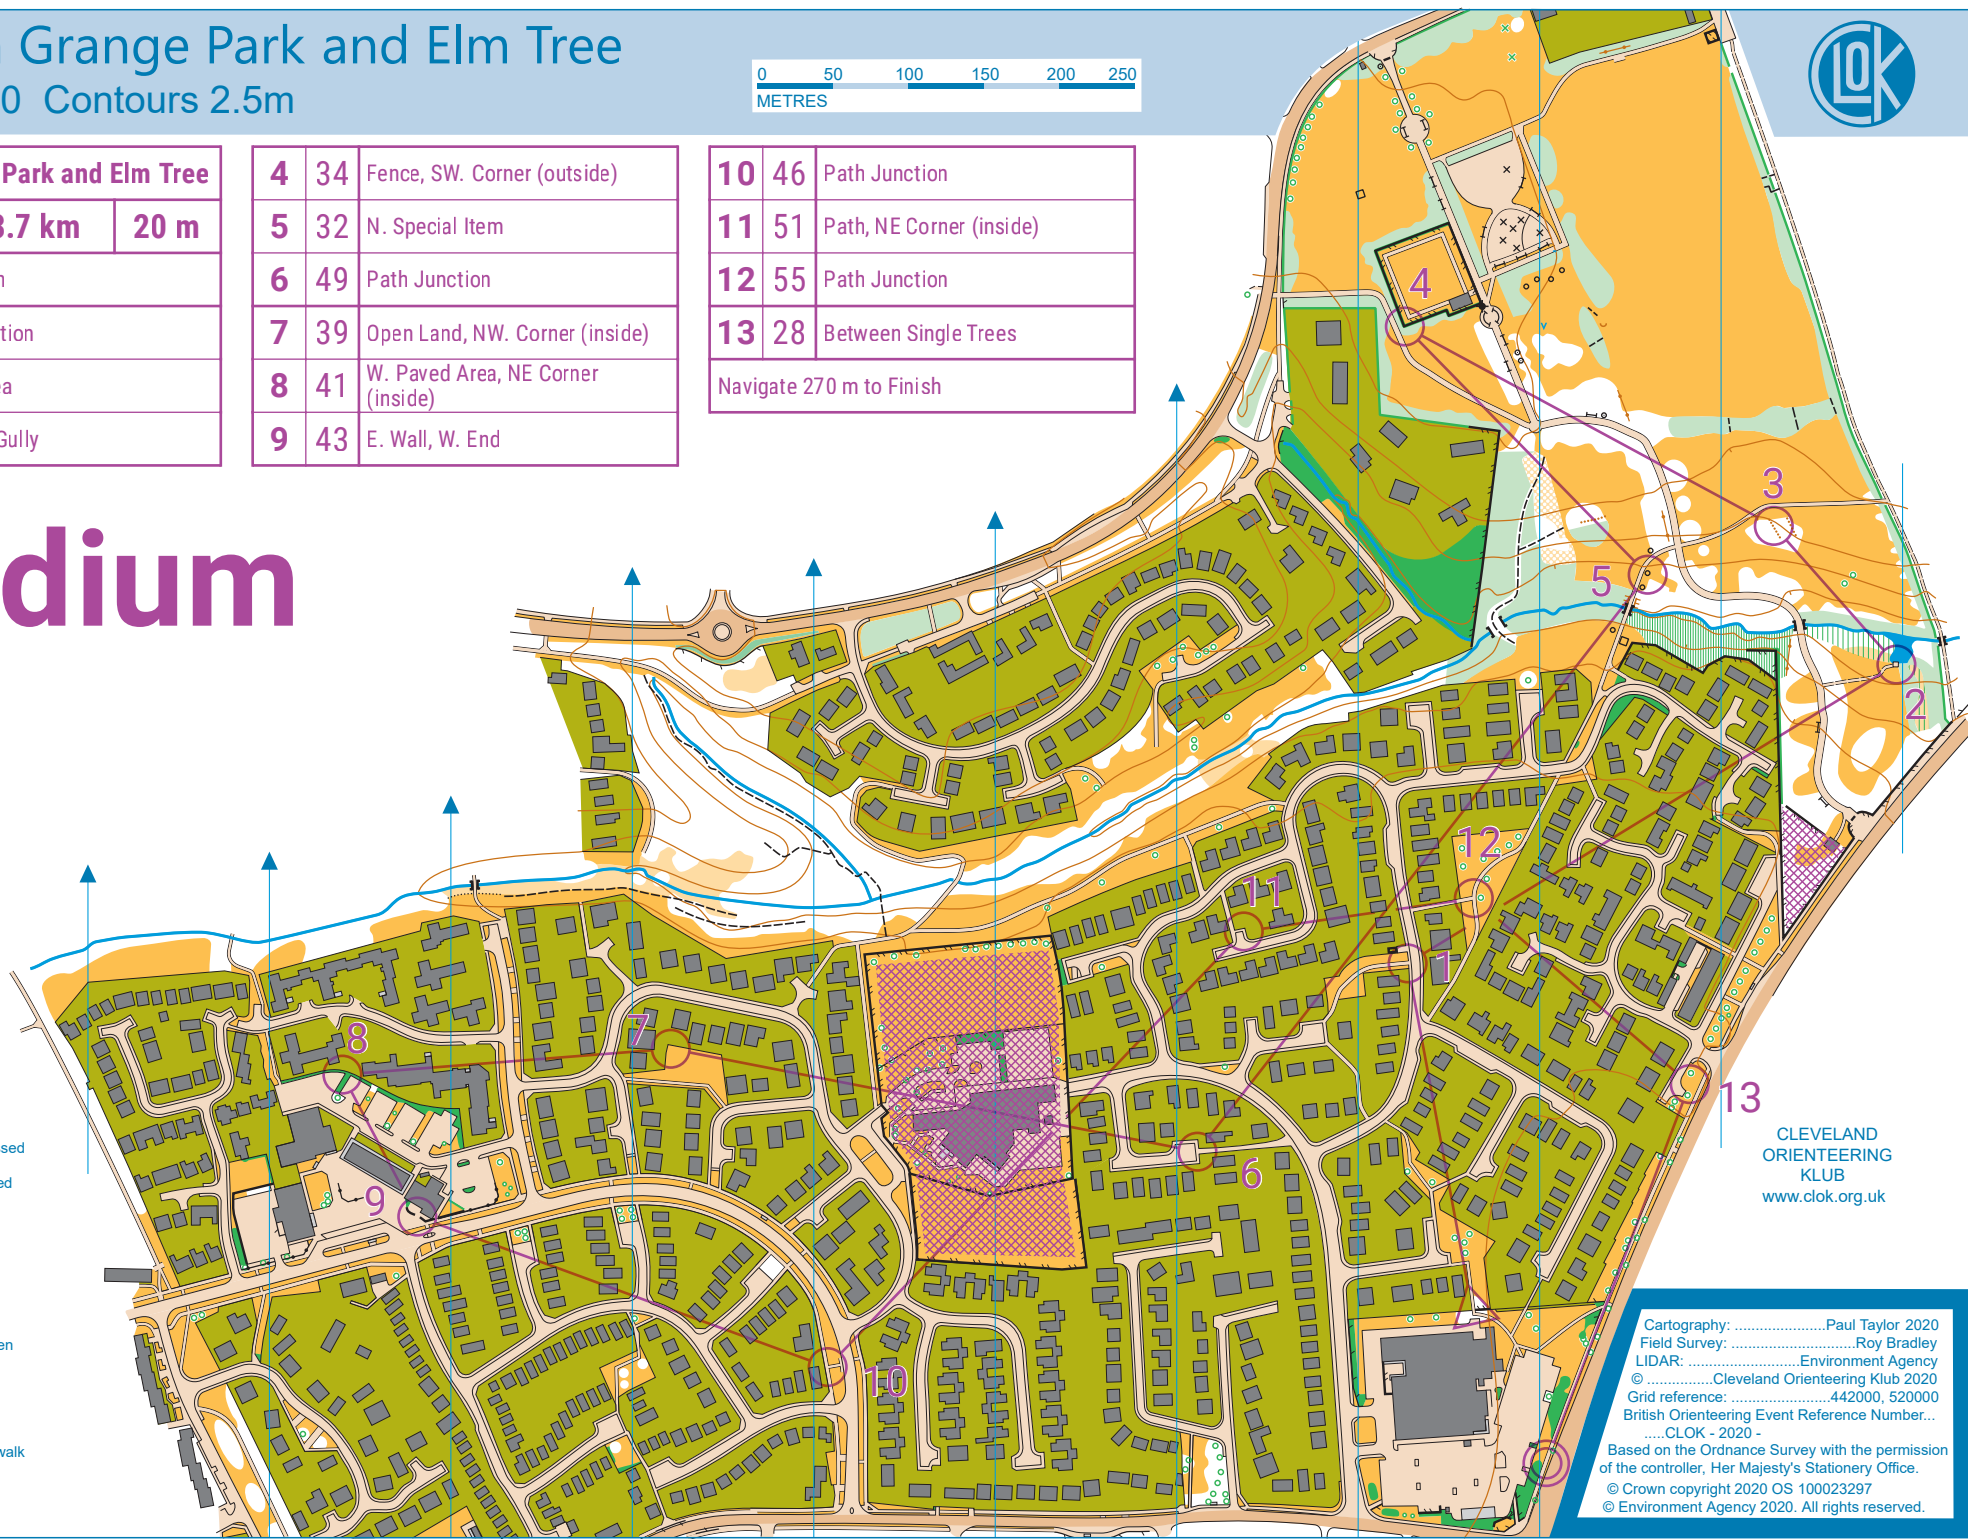 Grange Park and Elm Tree
0 Contours 2.5m
0 50 100 150 200 250
METRES
CLOK
Park and Elm Tree
3.7 km 20 m
tion
Gully
4 34 Fence, SW. Corner (outside)
5 32 N. Special Item
6 49 Path Junction
7 39 Open Land, NW. Corner (inside)
8 41 W. Paved Area, NE Corner
(inside)
9 43 E. Wall, W. End
10 46 Path Junction
11 51 Path, NE Corner (inside)
12 55 Path Junction
13 28 Between Single Trees
Navigate 270 m to Finish
dium
4
3
5
2
12
11
1
7
8
13
6
9
10
sed
ed
en
walk
CLEVELAND
ORIENTEERING
KLUB
www.clok.org.uk
Cartography: ......................Paul Taylor 2020
Field Survey: ..............................Roy Bradley
LIDAR: ...........................Environment Agency
© ................Cleveland Orienteering Klub 2020
Grid reference: ........................442000, 520000
British Orienteering Event Reference Number...
.....CLOK - 2020 -
Based on the Ordnance Survey with the permission
of the controller, Her Majesty's Stationery Office.
© Crown copyright 2020 OS 100023297
© Environment Agency 2020. All rights reserved.